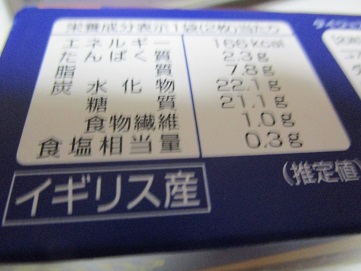 栄養成分表示1袋(2枚)当たり
エネルギー 166kcal
たんぱく質 2.3g
脂質 7.8g
炭水化物 22.1g
糖質 21.1g
食物繊維 1.0g
食塩相当量 0.3g
(推定値)
イギリス産